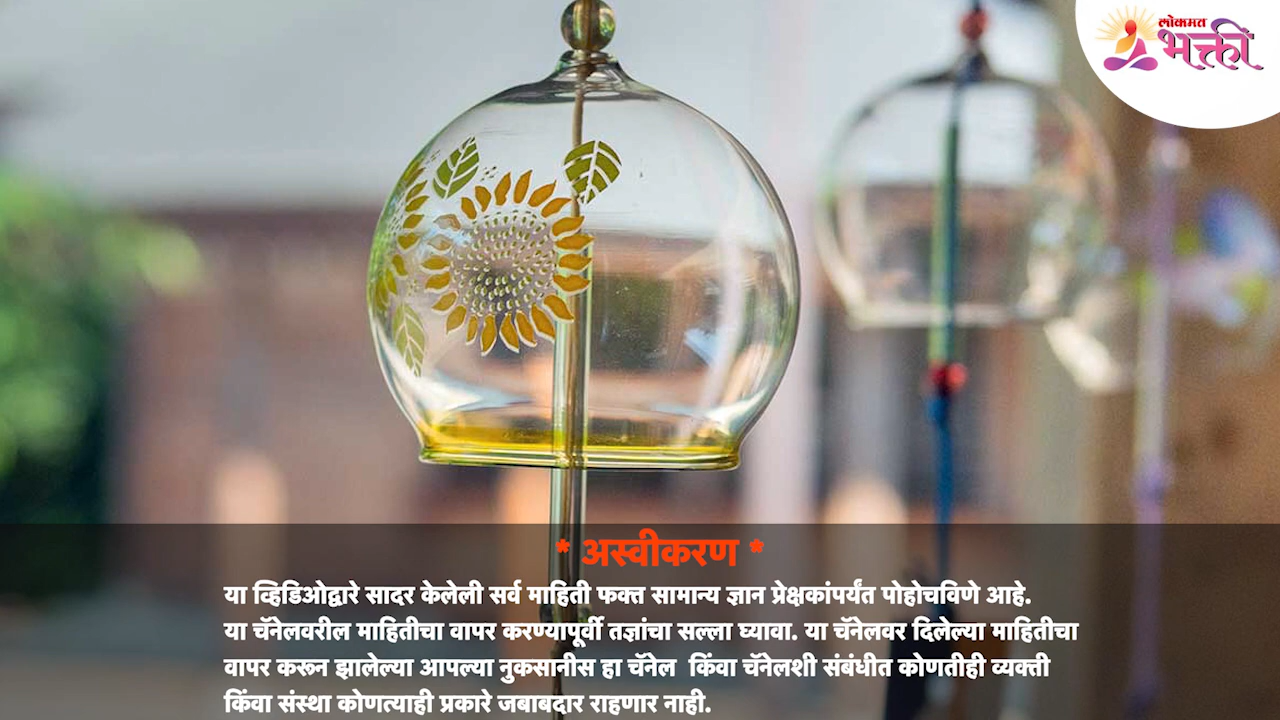 लोकमत
भक्ती
* अस्वीकरण *
या व्हिडिओद्वारे सादर केलेली सर्व माहिती फक्त सामान्य ज्ञान प्रेक्षकांपर्यंत पोहोचविणे आहे.
या चॅनेलवरील माहितीचा वापर करण्यापूर्वी तज्ञांचा सल्ला घ्यावा. या चॅनेलवर दिलेल्या माहितीचा
वापर करून झालेल्या आपल्या नुकसानीस हा चॅनेल किंवा चॅनेलशी संबंधीत कोणतीही व्यक्ती
किंवा संस्था कोणत्याही प्रकारे जबाबदार राहणार नाही.